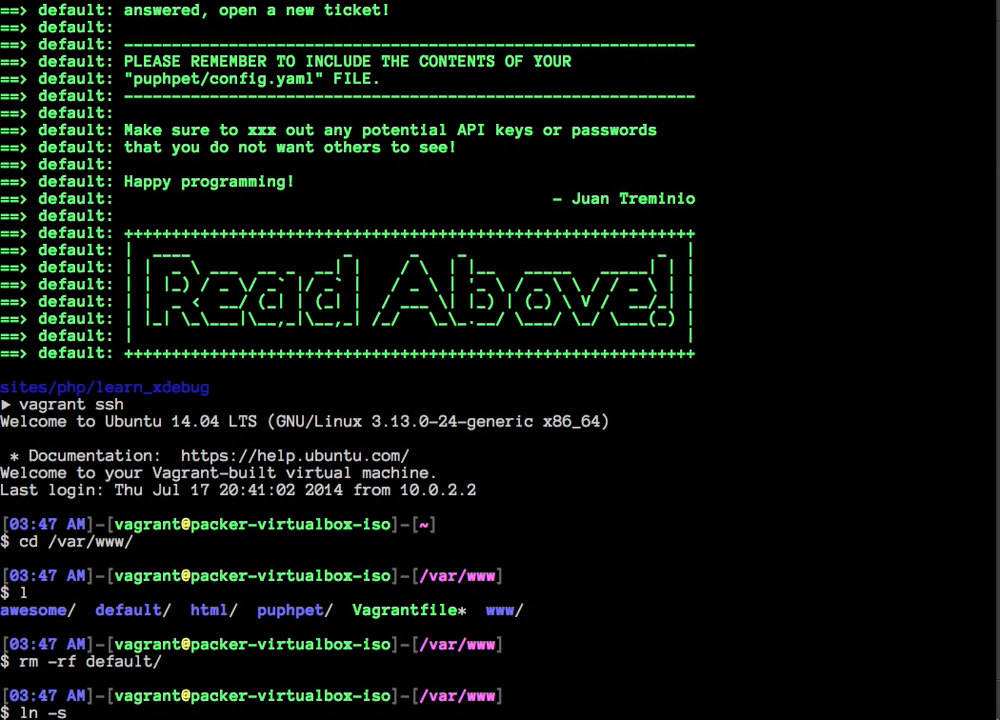 ==> default: answered, open a new ticket!
==> default:
==> default: ------------------------------------------------------------
==> default: PLEASE REMEMBER TO INCLUDE THE CONTENTS OF YOUR
==> default: "puphpet/config.yaml" FILE.
==> default: ------------------------------------------------------------
==> default:
==> default: Make sure to xxx out any potential API keys or passwords
==> default: that you do not want others to see!
==> default:
==> default: Happy programming!
==> default: - Juan Treminio
==> default:
==> default: ++++++++++++++++++++++++++++++++++++++++++++++++++++++++++++
==> default:
==> default:
==> default: Read Above!
==> default:
==> default:
==> default:
==> default: ++++++++++++++++++++++++++++++++++++++++++++++++++++++++++++
sites/php/learn_xdebug
▶ vagrant ssh
Welcome to Ubuntu 14.04 LTS (GNU/Linux 3.13.0-24-generic x86_64)
* Documentation: https://help.ubuntu.com/
Welcome to your Vagrant-built virtual machine.
Last login: Thu Jul 17 20:41:02 2014 from 10.0.2.2
[03:47 AM]-[vagrant@packer-virtualbox-iso]-[~]
$ cd /var/www/
[03:47 AM]-[vagrant@packer-virtualbox-iso]-[/var/www]
$ l
awesome/ default/ html/ puphpet/ Vagrantfile* www/
[03:47 AM]-[vagrant@packer-virtualbox-iso]-[/var/www]
$ rm -rf default/
[03:47 AM]-[vagrant@packer-virtualbox-iso]-[/var/www]
$ ln -s